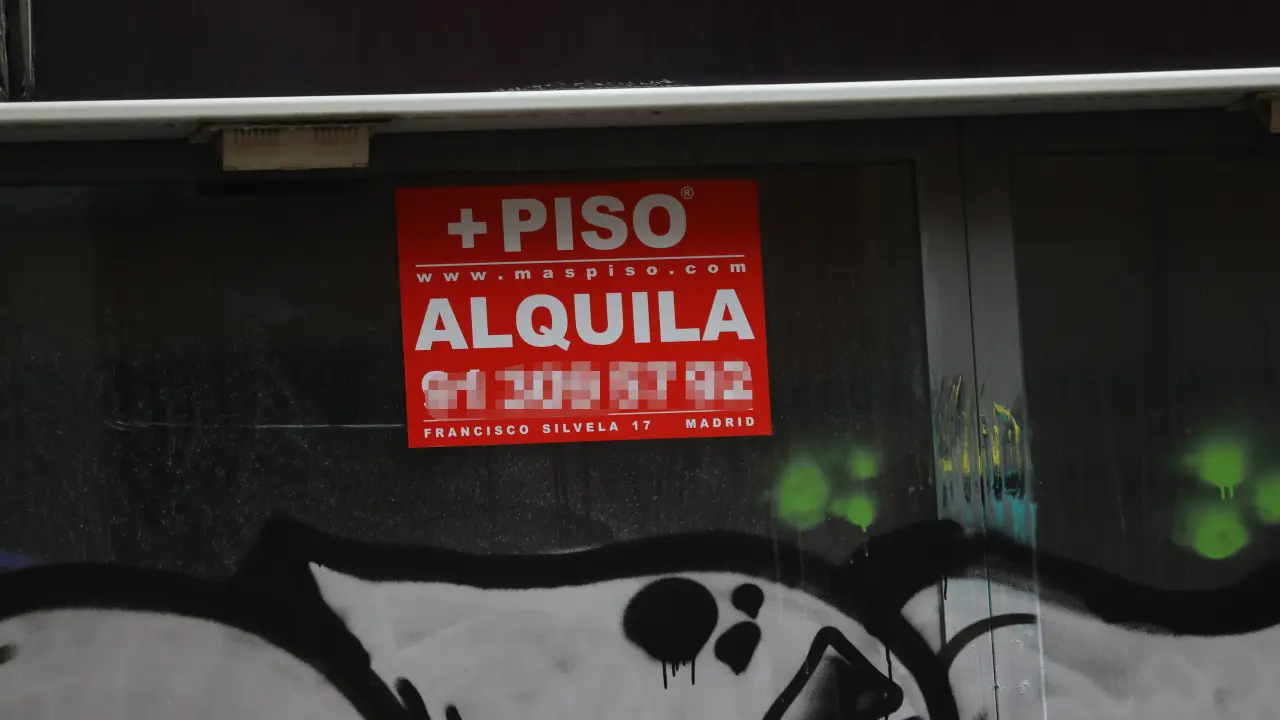 +PISO®
www.maspiso.com
ALQUILA
FRANCISCO SILVELA 17 MADRID